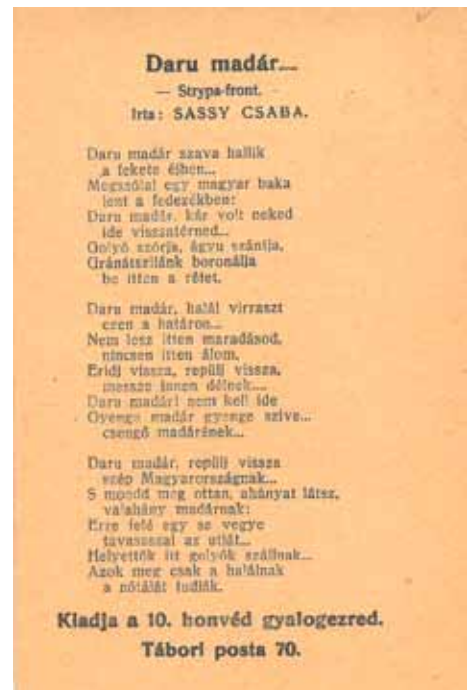 Daru madár....
— Strypa-front. —
Irta: SASSY CSABA.
Daru madár szava hallik
a fekete éjben...
Megszólal egy magyar baka
lent a fedezékben:
Daru madár, kár volt neked
ide visszatérned...
Golyó szórja, ágyu szántja,
Gránátszilánk boronálja
be itten a rétet.
Daru madár, halál virraszt
ezen a határon...
Nem lesz itten maradásod,
nincsen itten álom.
Eridj vissza, repülj vissza,
messze innen délnek....
Daru madár! nem kell ide
Gyenge madár gyenge szive...
csengő madárének...
Daru madár, repülj vissza
szép Magyarországnak...
S mondd meg ottan, ahányat látsz,
valahány madárnak:
Erre felé egy se vegye
tavasszal az utját...
Helyettök itt golyók szállnak...
Azok meg csak a halálnak
a nótáját tudják.
Kiadja a 10. honvéd gyalogezred.
Tábori posta 70.